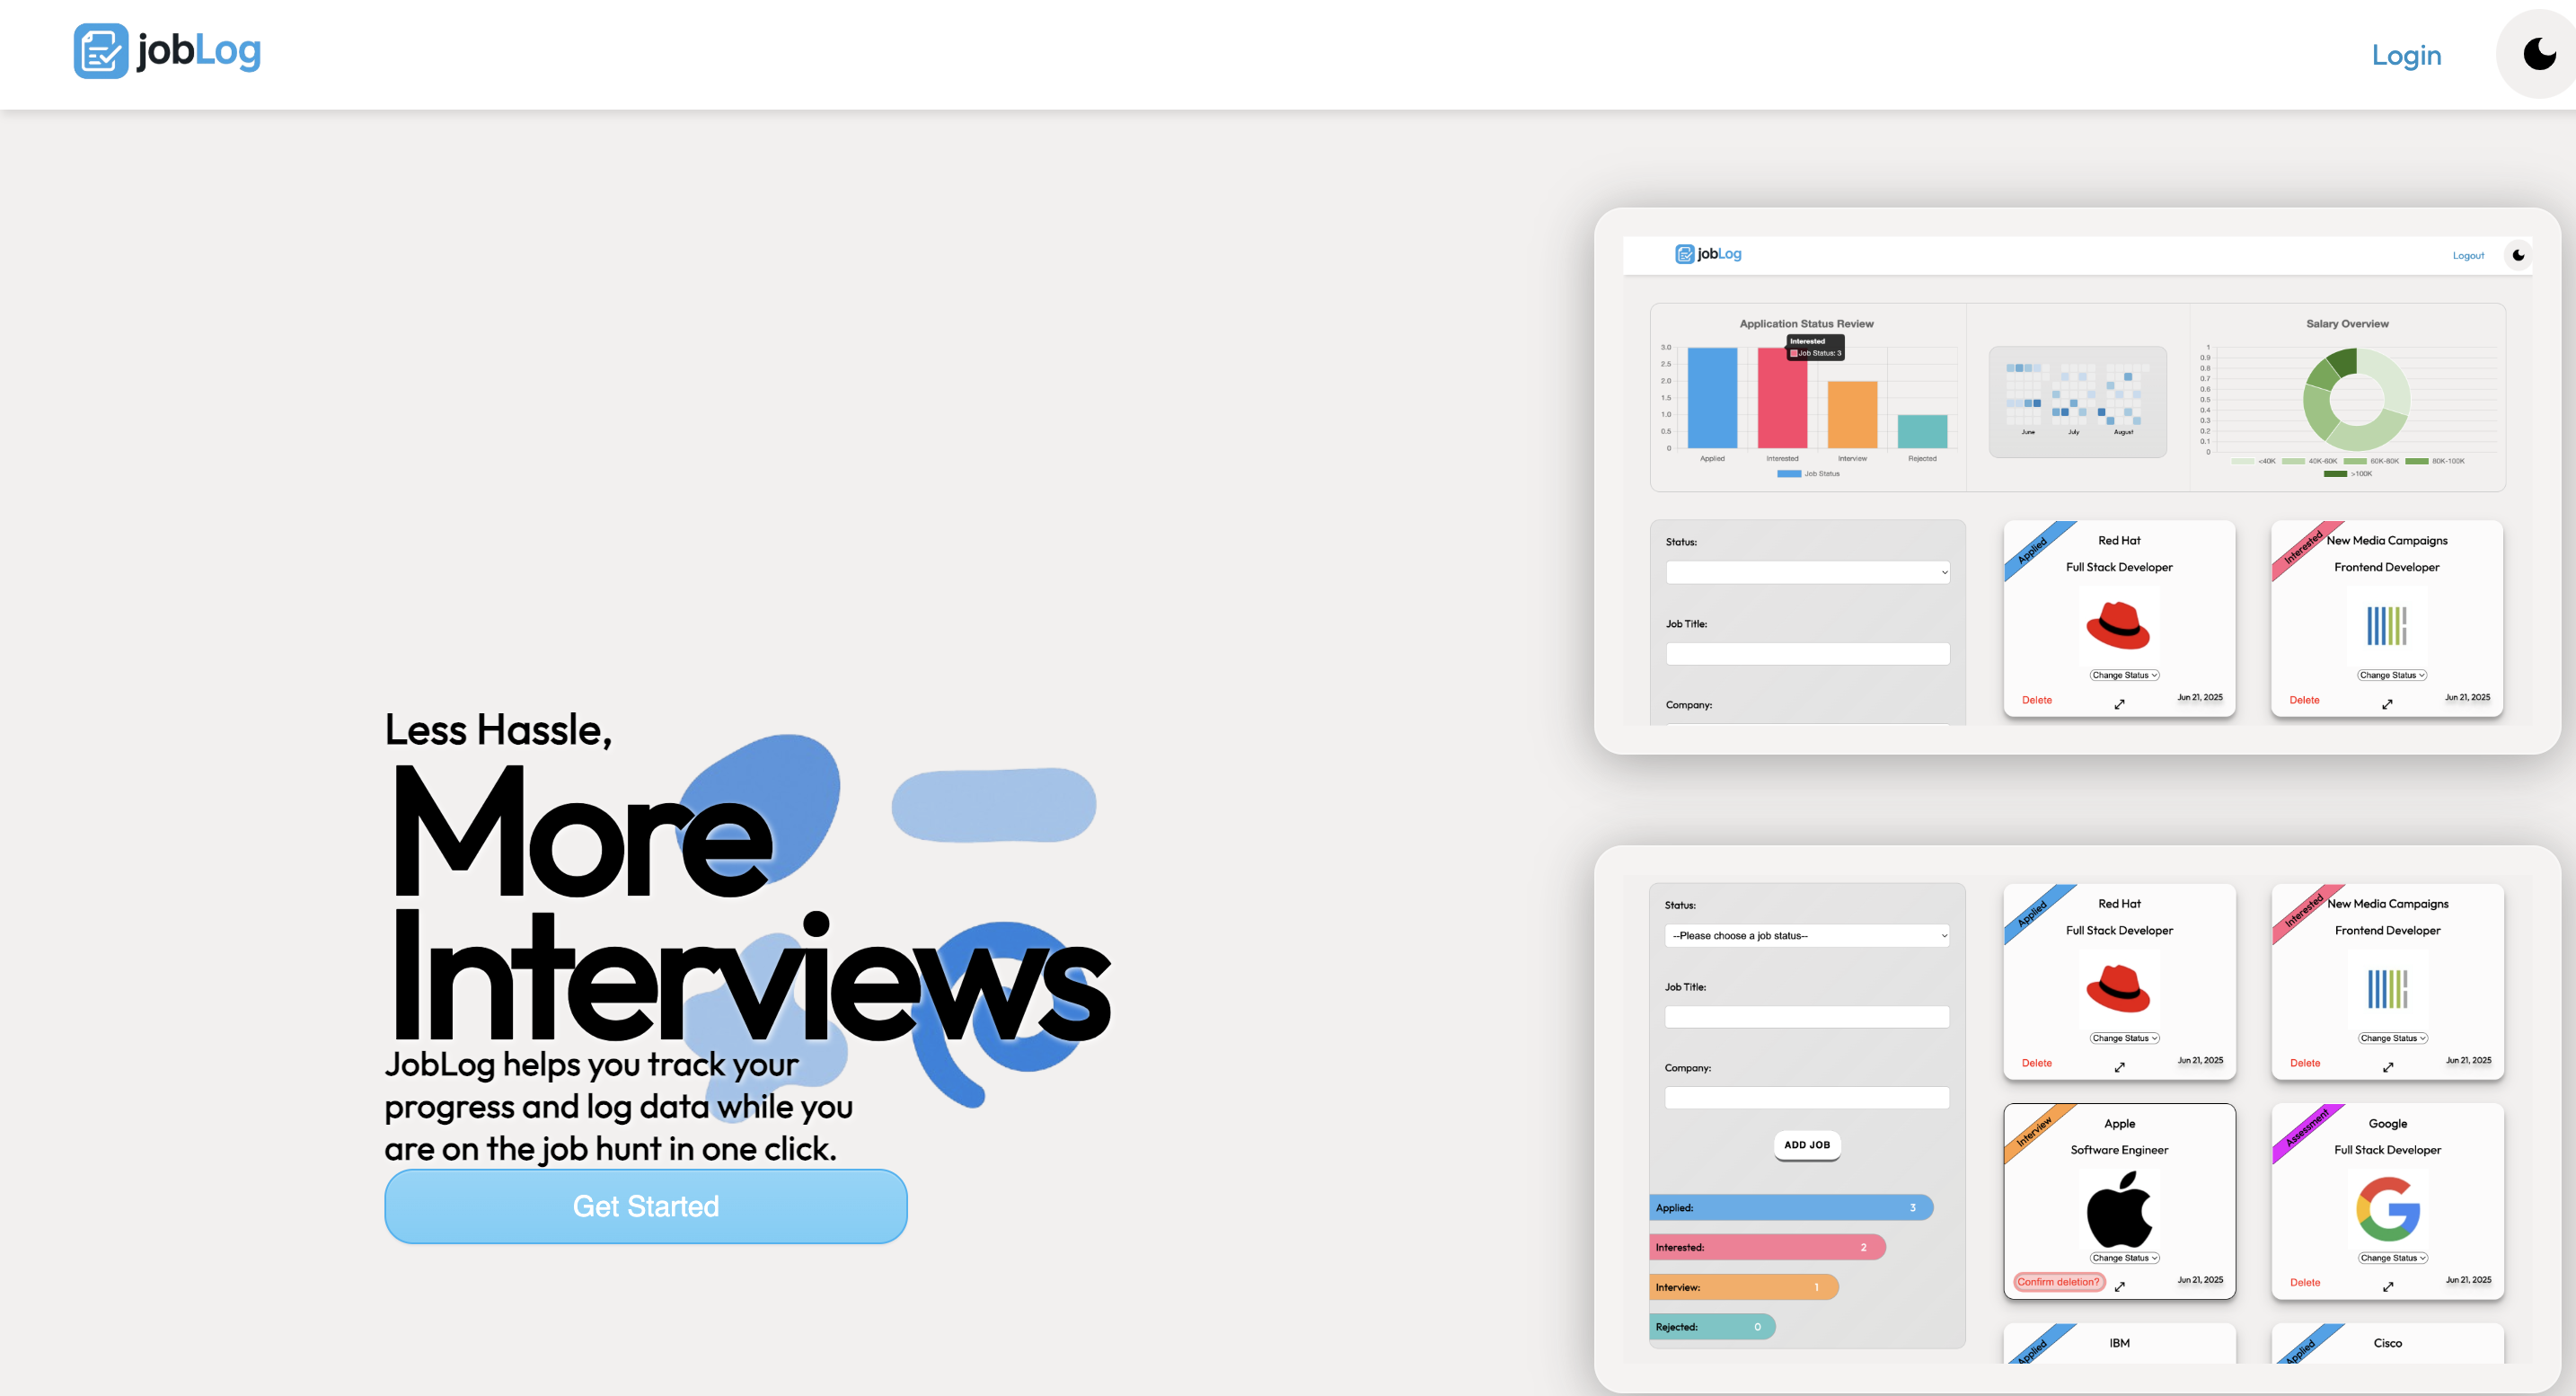 jobLog
Login
Less Hassle,
More
Interviews
JobLog helps you track your
progress and log data while you
are on the job hunt in one click.
Get Started
jobLog
Logout
Application Status Review
Interested
Job Status: 3
3.0
2.5
2.0
1.5
1.0
0.5
0
Applied Interested Interview Rejected
Job Status
June July August
Salary Overview
1
0.9
0.8
0.7
0.6
0.5
0.4
0.3
0.2
0.1
0
<40K 40K-60K 60K-80K 80K-100K
>100K
Status:
Job Title:
Company:
Applied
Red Hat
Full Stack Developer
Change Status
Delete
Jun 21, 2025
Interested
New Media Campaigns
Frontend Developer
Change Status
Delete
Jun 21, 2025
Status:
--Please choose a job status--
Job Title:
Company:
ADD JOB
Applied: 3
Interested: 2
Interview: 1
Rejected: 0
Applied
Red Hat
Full Stack Developer
Change Status
Delete
Jun 21, 2025
Interested
New Media Campaigns
Frontend Developer
Change Status
Delete
Jun 21, 2025
Interview
Apple
Software Engineer
Change Status
Confirm deletion?
Jun 21, 2025
Assessment
Google
Full Stack Developer
Change Status
Delete
Jun 21, 2025
Applied
IBM
Applied
Cisco